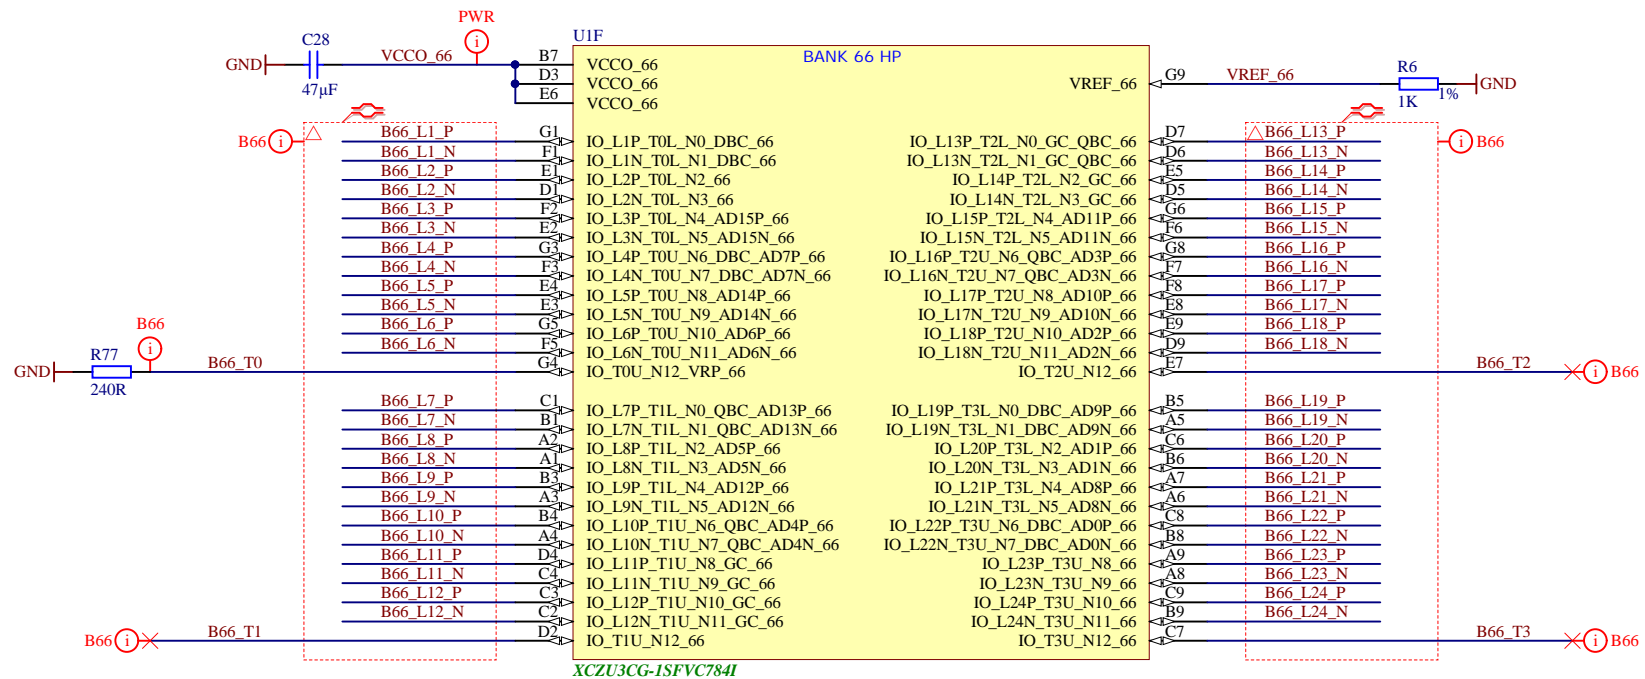 PWR
U1F
C28
GND
VCCO_66
47µF
BANK 66 HP
B7 VCCO_66
D3 VCCO_66
E6 VCCO_66
VREF_66 G9 VREF_66
R6
1K
1%
GND
B66
B66
B66_L1_P G1 IO_L1P_T0L_N0_DBC_66 IO_L13P_T2L_N0_GC_QBC_66 D7 B66_L13_P
B66_L1_N F1 IO_L1N_T0L_N1_DBC_66 IO_L13N_T2L_N1_GC_QBC_66 D6 B66_L13_N
B66_L2_P E1 IO_L2P_T0L_N2_66 IO_L14P_T2L_N2_GC_66 E5 B66_L14_P
B66_L2_N D1 IO_L2N_T0L_N3_66 IO_L14N_T2L_N3_GC_66 D5 B66_L14_N
B66_L3_P F2 IO_L3P_T0L_N4_AD15P_66 IO_L15P_T2L_N4_AD11P_66 G6 B66_L15_P
B66_L3_N E2 IO_L3N_T0L_N5_AD15N_66 IO_L15N_T2L_N5_AD11N_66 F6 B66_L15_N
B66_L4_P G3 IO_L4P_T0U_N6_DBC_AD7P_66 IO_L16P_T2U_N6_QBC_AD3P_66 G8 B66_L16_P
B66_L4_N F3 IO_L4N_T0U_N7_DBC_AD7N_66 IO_L16N_T2U_N7_QBC_AD3N_66 F7 B66_L16_N
B66_L5_P E4 IO_L5P_T0U_N8_AD14P_66 IO_L17P_T2U_N8_AD10P_66 F8 B66_L17_P
B66_L5_N E3 IO_L5N_T0U_N9_AD14N_66 IO_L17N_T2U_N9_AD10N_66 E8 B66_L17_N
B66_L6_P G5 IO_L6P_T0U_N10_AD6P_66 IO_L18P_T2U_N10_AD2P_66 E9 B66_L18_P
B66_L6_N F5 IO_L6N_T0U_N11_AD6N_66 IO_L18N_T2U_N11_AD2N_66 D9 B66_L18_N
B66
R77
GND
240R
B66_T0 G4 IO_T0U_N12_VRP_66 IO_T2U_N12_66 E7 B66_T2 B66
B66_L7_P C1 IO_L7P_T1L_N0_QBC_AD13P_66 IO_L19P_T3L_N0_DBC_AD9P_66 B5 B66_L19_P
B66_L7_N B1 IO_L7N_T1L_N1_QBC_AD13N_66 IO_L19N_T3L_N1_DBC_AD9N_66 A5 B66_L19_N
B66_L8_P A2 IO_L8P_T1L_N2_AD5P_66 IO_L20P_T3L_N2_AD1P_66 C6 B66_L20_P
B66_L8_N A1 IO_L8N_T1L_N3_AD5N_66 IO_L20N_T3L_N3_AD1N_66 B6 B66_L20_N
B66_L9_P B3 IO_L9P_T1L_N4_AD12P_66 IO_L21P_T3L_N4_AD8P_66 A7 B66_L21_P
B66_L9_N A3 IO_L9N_T1L_N5_AD12N_66 IO_L21N_T3L_N5_AD8N_66 A6 B66_L21_N
B66_L10_P B4 IO_L10P_T1U_N6_QBC_AD4P_66 IO_L22P_T3U_N6_DBC_AD0P_66 C8 B66_L22_P
B66_L10_N A4 IO_L10N_T1U_N7_QBC_AD4N_66 IO_L22N_T3U_N7_DBC_AD0N_66 B8 B66_L22_N
B66_L11_P D4 IO_L11P_T1U_N8_GC_66 IO_L23P_T3U_N8_66 A9 B66_L23_P
B66_L11_N C4 IO_L11N_T1U_N9_GC_66 IO_L23N_T3U_N9_66 A8 B66_L23_N
B66_L12_P C3 IO_L12P_T1U_N10_GC_66 IO_L24P_T3U_N10_66 C9 B66_L24_P
B66_L12_N C2 IO_L12N_T1U_N11_GC_66 IO_L24N_T3U_N11_66 B9 B66_L24_N
B66 B66_T1 D2 IO_T1U_N12_66 IO_T3U_N12_66 C7 B66_T3 B66
XCZU3CG-1SFVC784I